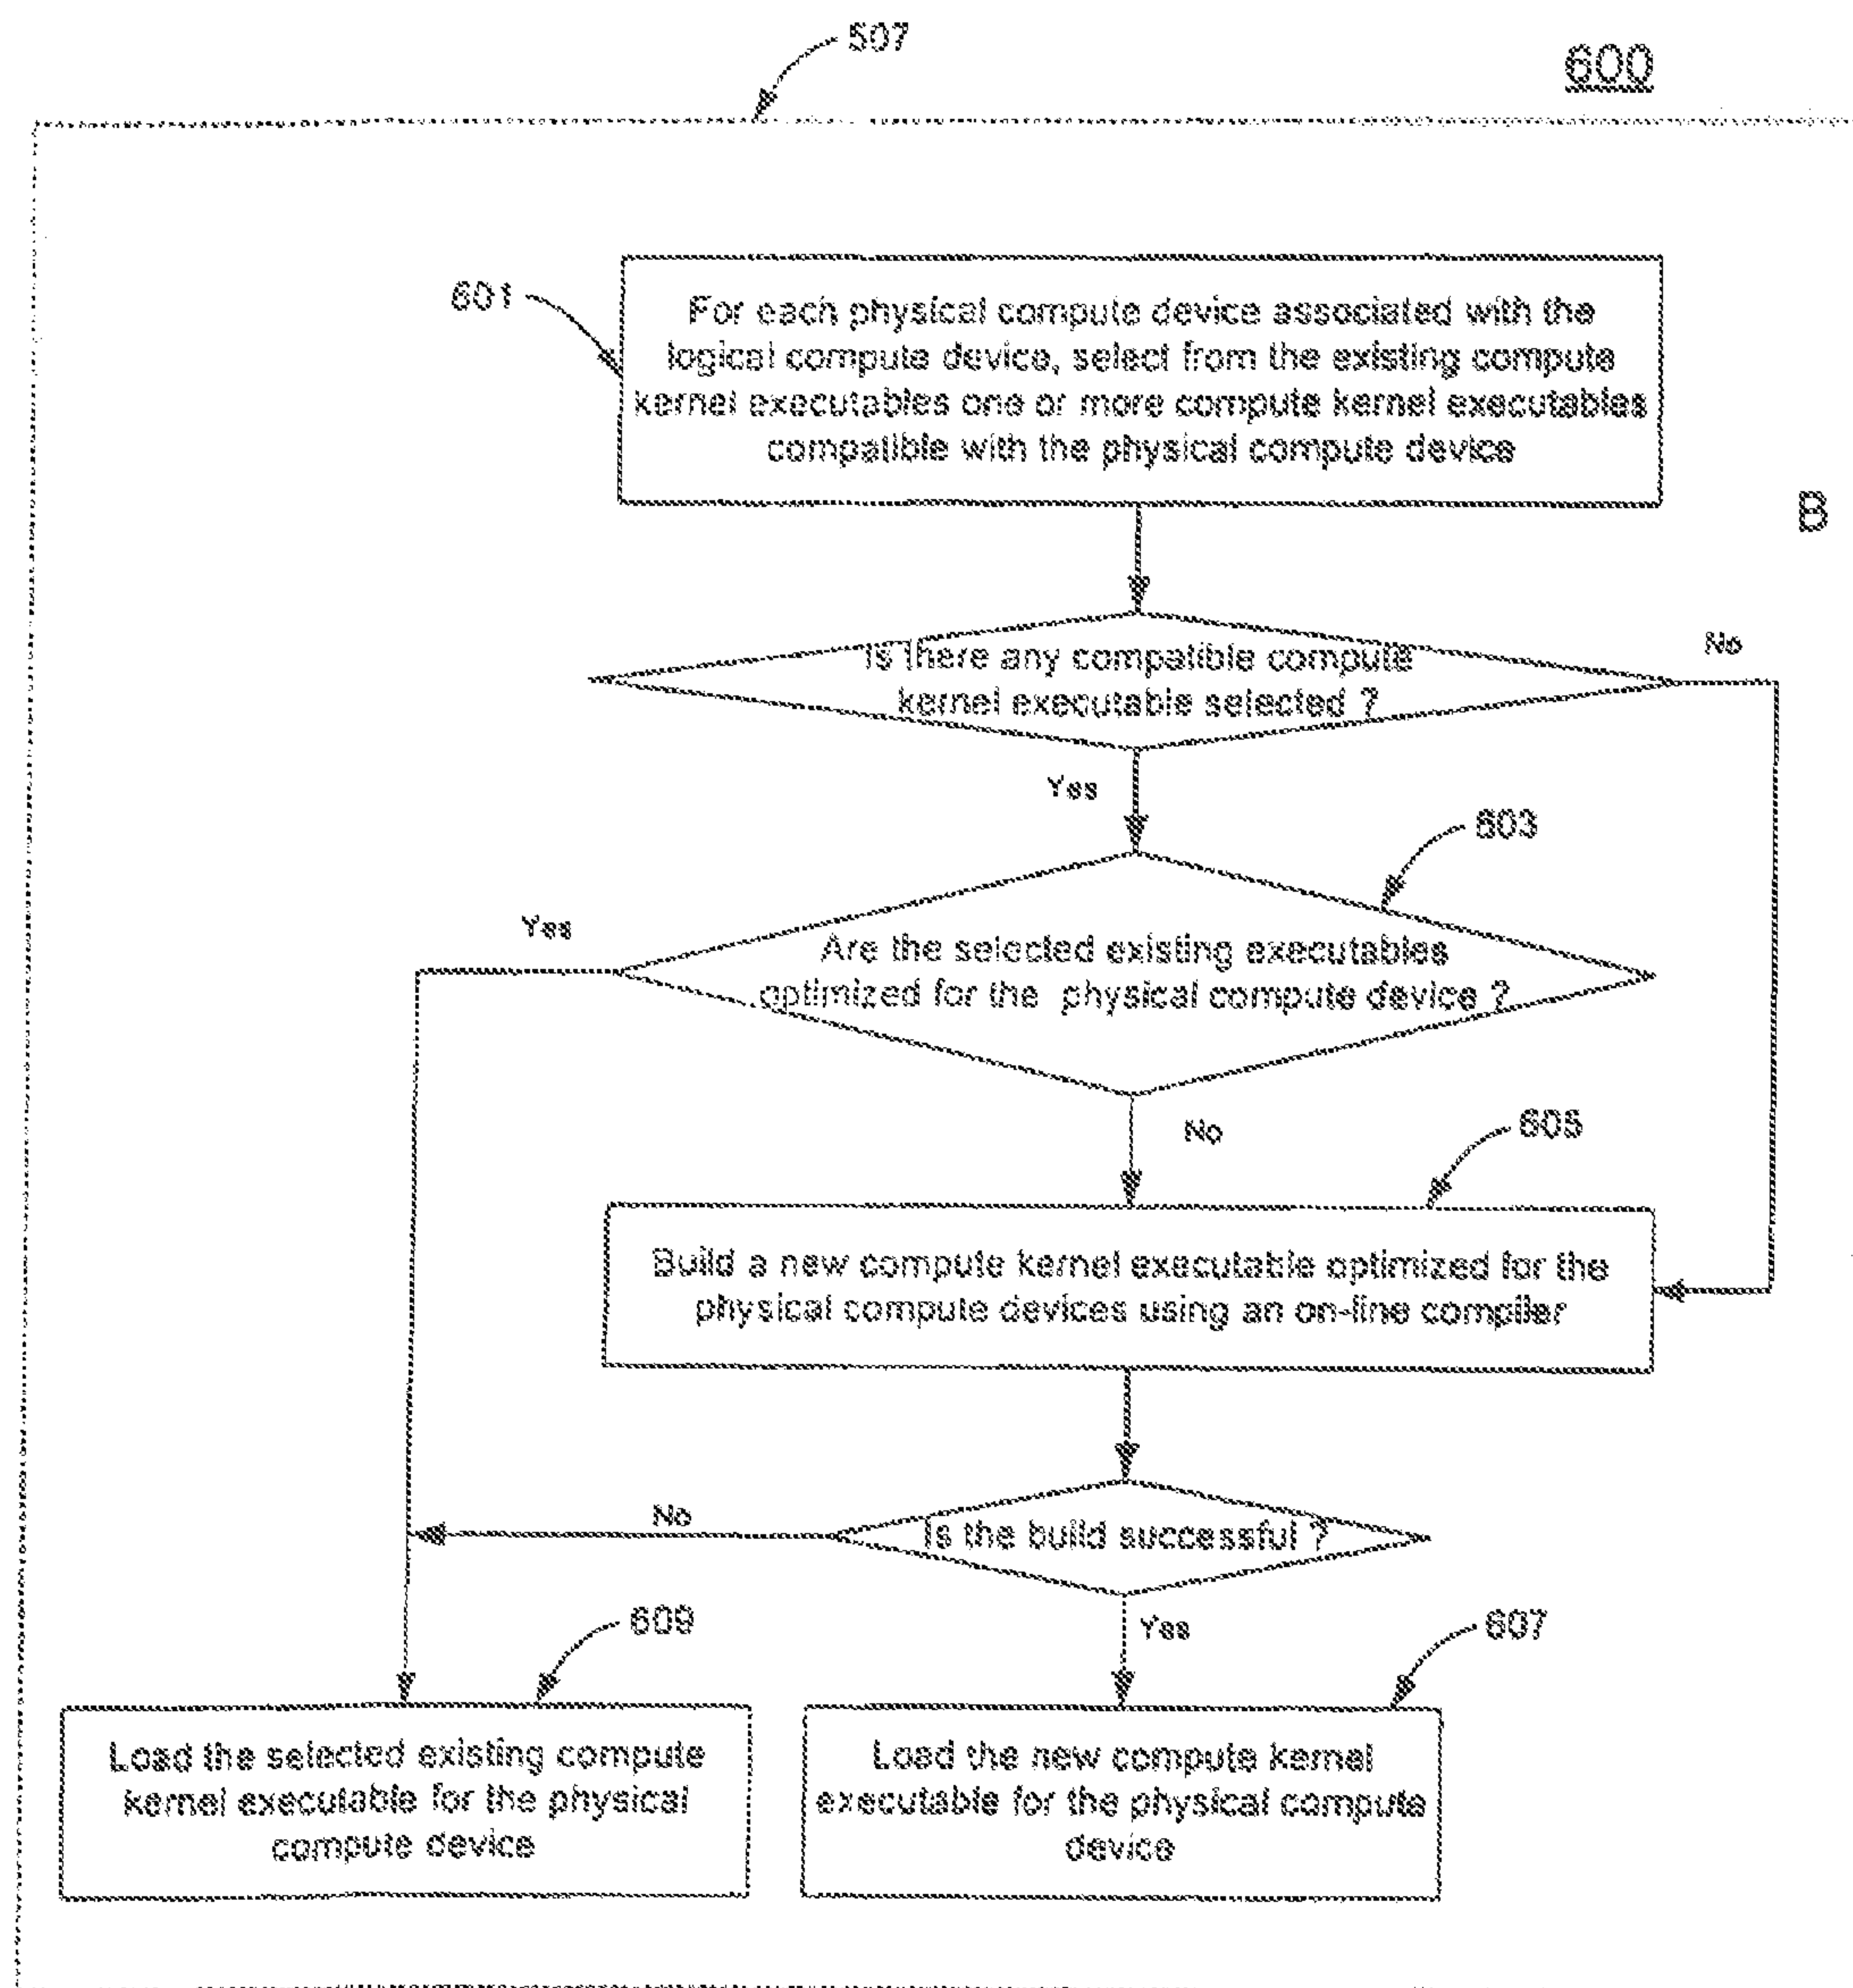 507
600
601
For each physical compute device associated with the
logical compute device, select from the existing compute
kernel executables one or more compute kernel executables
compatible with the physical compute device
B
Is there any compatible compute
kernel executable selected ?
No
Yes
603
Yes
Are the selected existing executables
optimized for the physical compute device ?
No
605
Build a new compute kernel executable optimized for the
physical compute devices using an on-line compiler
No
Is the build successful ?
609
Yes
607
Load the selected existing compute
kernel executable for the physical
compute device
Load the new compute kernel
executable for the physical compute
device